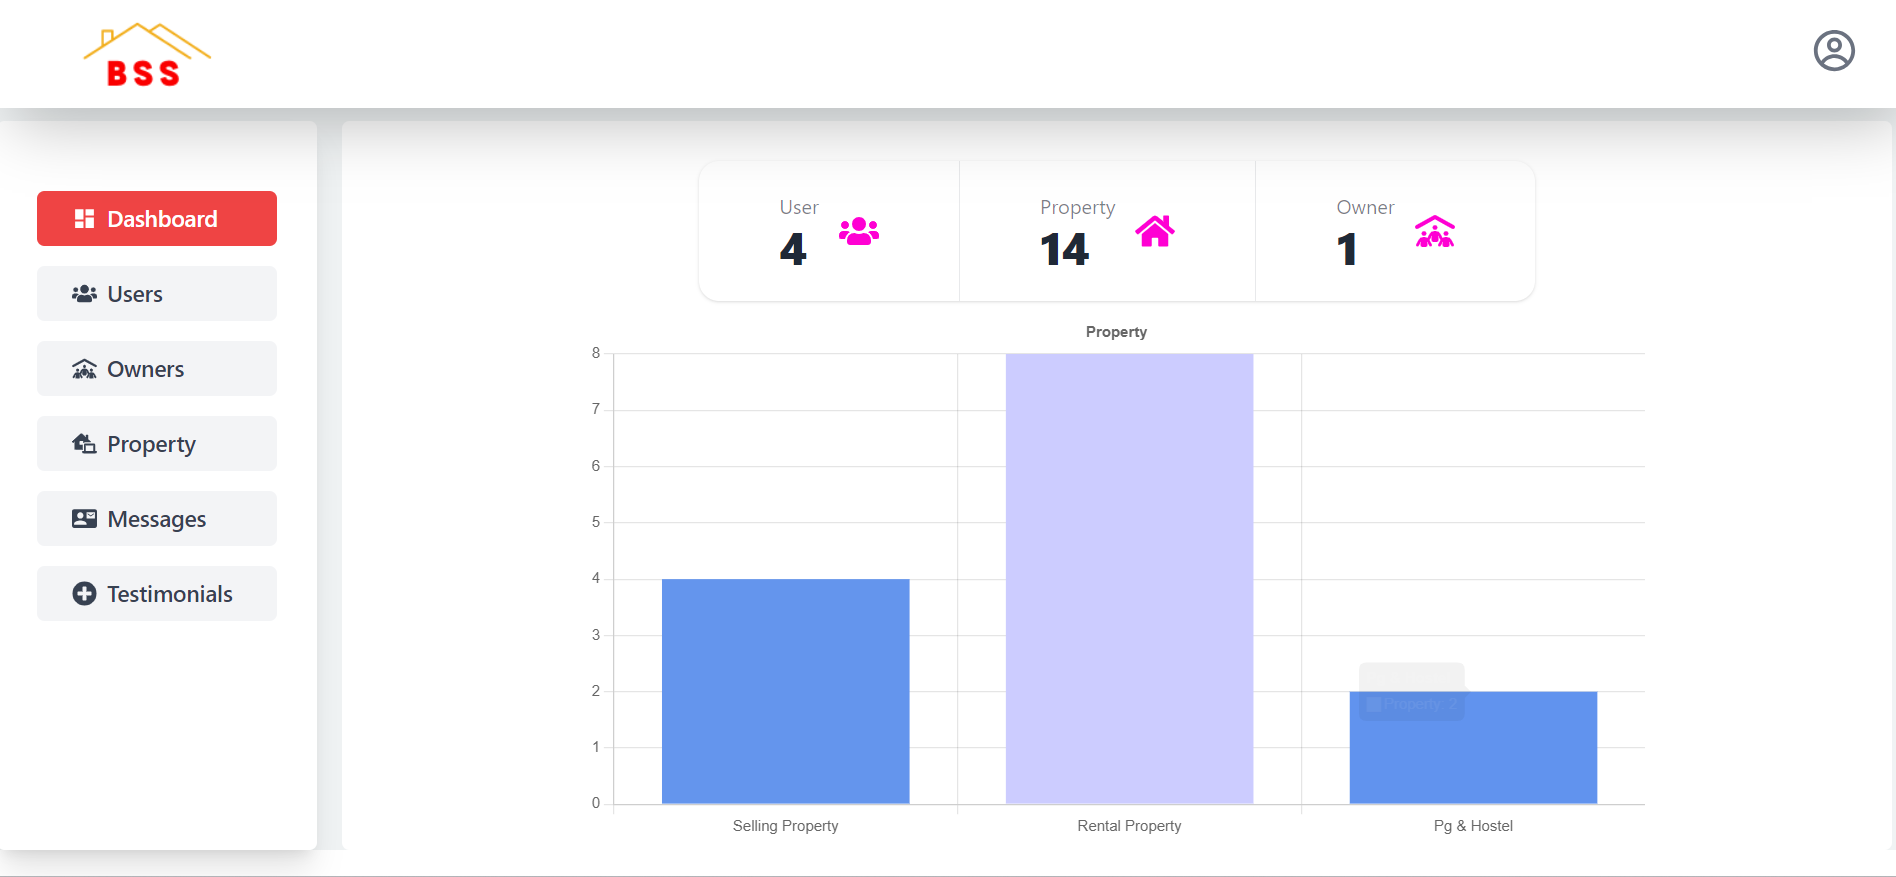 BSS
Dashboard
Users
Owners
Property
Messages
Testimonials
User
4
Property
14
Owner
1
Property
8
7
6
5
4
3
2
1
0
Property 2
Selling Property
Rental Property
Pg & Hostel